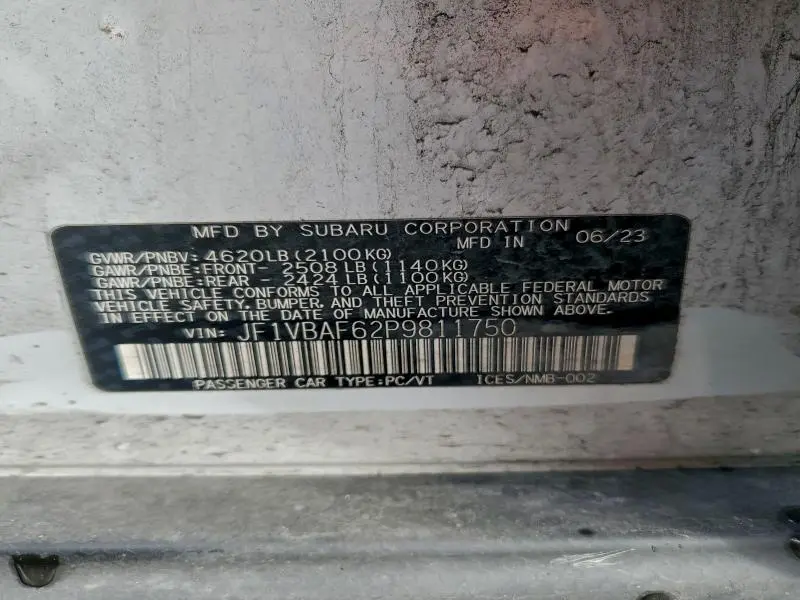 MFD BY SUBARU CORPORATION
MFD IN 06/23
GVWR/PNBV: 4620LB (2100KG)
GAWR/PNBE: FRONT- 2508LB (1140KG)
GAWR/PNBE: REAR 2424LB (1100KG)
THIS VEHICLE CONFORMS TO ALL APPLICABLE FEDERAL MOTOR
VEHICLE SAFETY, BUMPER, AND THEFT PREVENTION STANDARDS
IN EFFECT ON THE DATE OF MANUFACTURE SHOWN ABOVE.
VIN: JF1VBAF62P9811750
PASSENGER CAR TYPE:PC/VT ICES/NMB-002